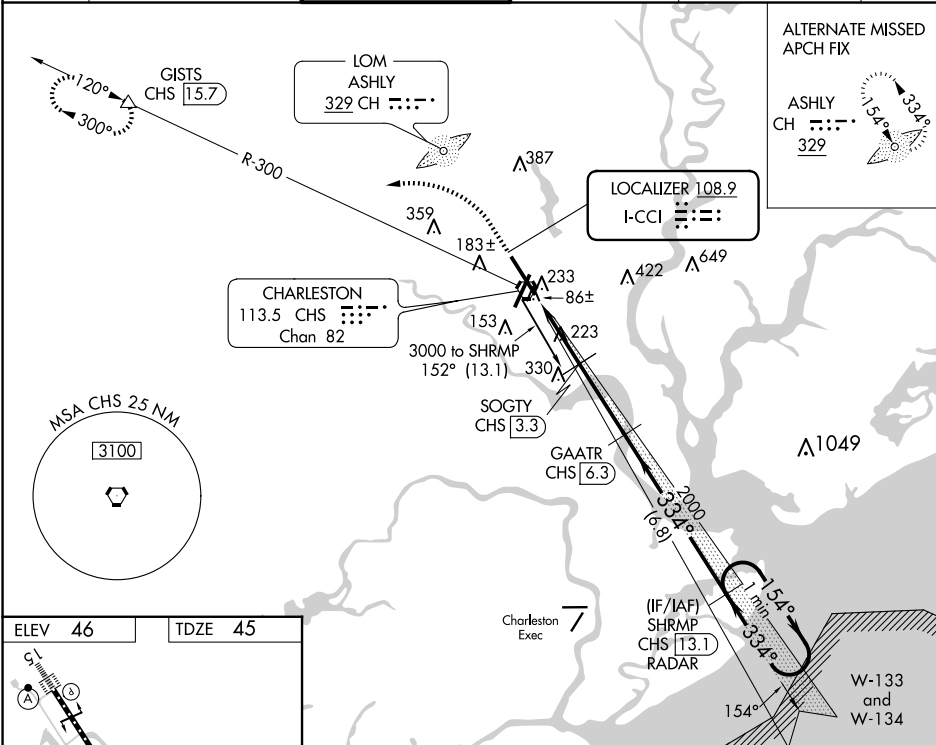 ALTERNATE MISSED
APCH FIX
ASHLY
CH
329
154°
334°
LOM
ASHLY
329 CH
GISTS
CHS 15.7
120°
300°
R-300
387
LOCALIZER 108.9
I-CCI
359
183±
233
422
649
86±
CHARLESTON
113.5 CHS
Chan 82
153
223
3000 to SHRMP
152° (13.1)
330
SOGTY
CHS 3.3
MSA CHS 25 NM
3100
GAATR
CHS 6.3
1049
2000
334°
(6.8)
154°
1 min
334°
Charleston
Exec
(IF/IAF)
SHRMP
CHS 13.1
RADAR
154°
W-133
and
W-134
ELEV 46
TDZE 45
15
A
P